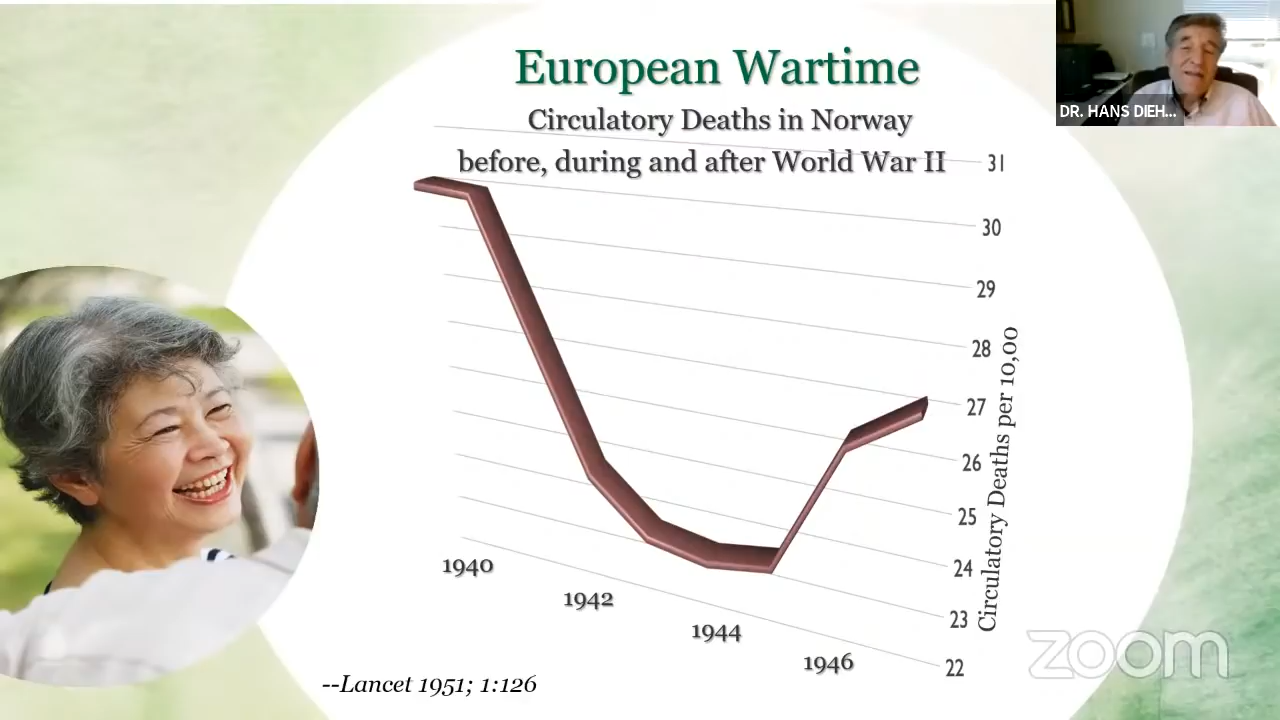 European Wartime
Circulatory Deaths in Norway
before, during and after World War II
DR. HANS DIEH...
31
30
29
28
27
26
25
24
23
22
Circulatory Deaths per 10,00
1940
1942
1944
1946
--Lancet 1951; 1:126
zoom